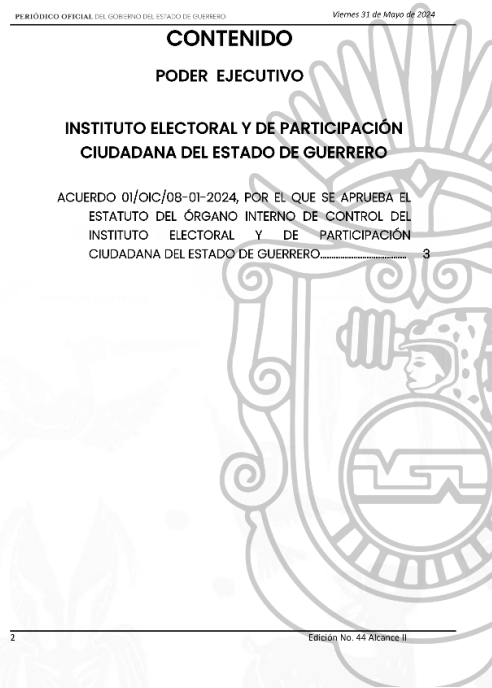 PERIÓDICO OFICIAL DEL GOBIERNO DEL ESTADO DE GUERRERO
Viernes 31 de Mayo de 2024
CONTENIDO
PODER EJECUTIVO
INSTITUTO ELECTORAL Y DE PARTICIPACIÓN
CIUDADANA DEL ESTADO DE GUERRERO
ACUERDO 01/OIC/08-01-2024, POR EL QUE SE APRUEBA EL
ESTATUTO DEL ÓRGANO INTERNO DE CONTROL DEL
INSTITUTO ELECTORAL Y DE PARTICIPACIÓN
CIUDADANA DEL ESTADO DE GUERRERO.................................... 3
2
Edición No. 44 Alcance II